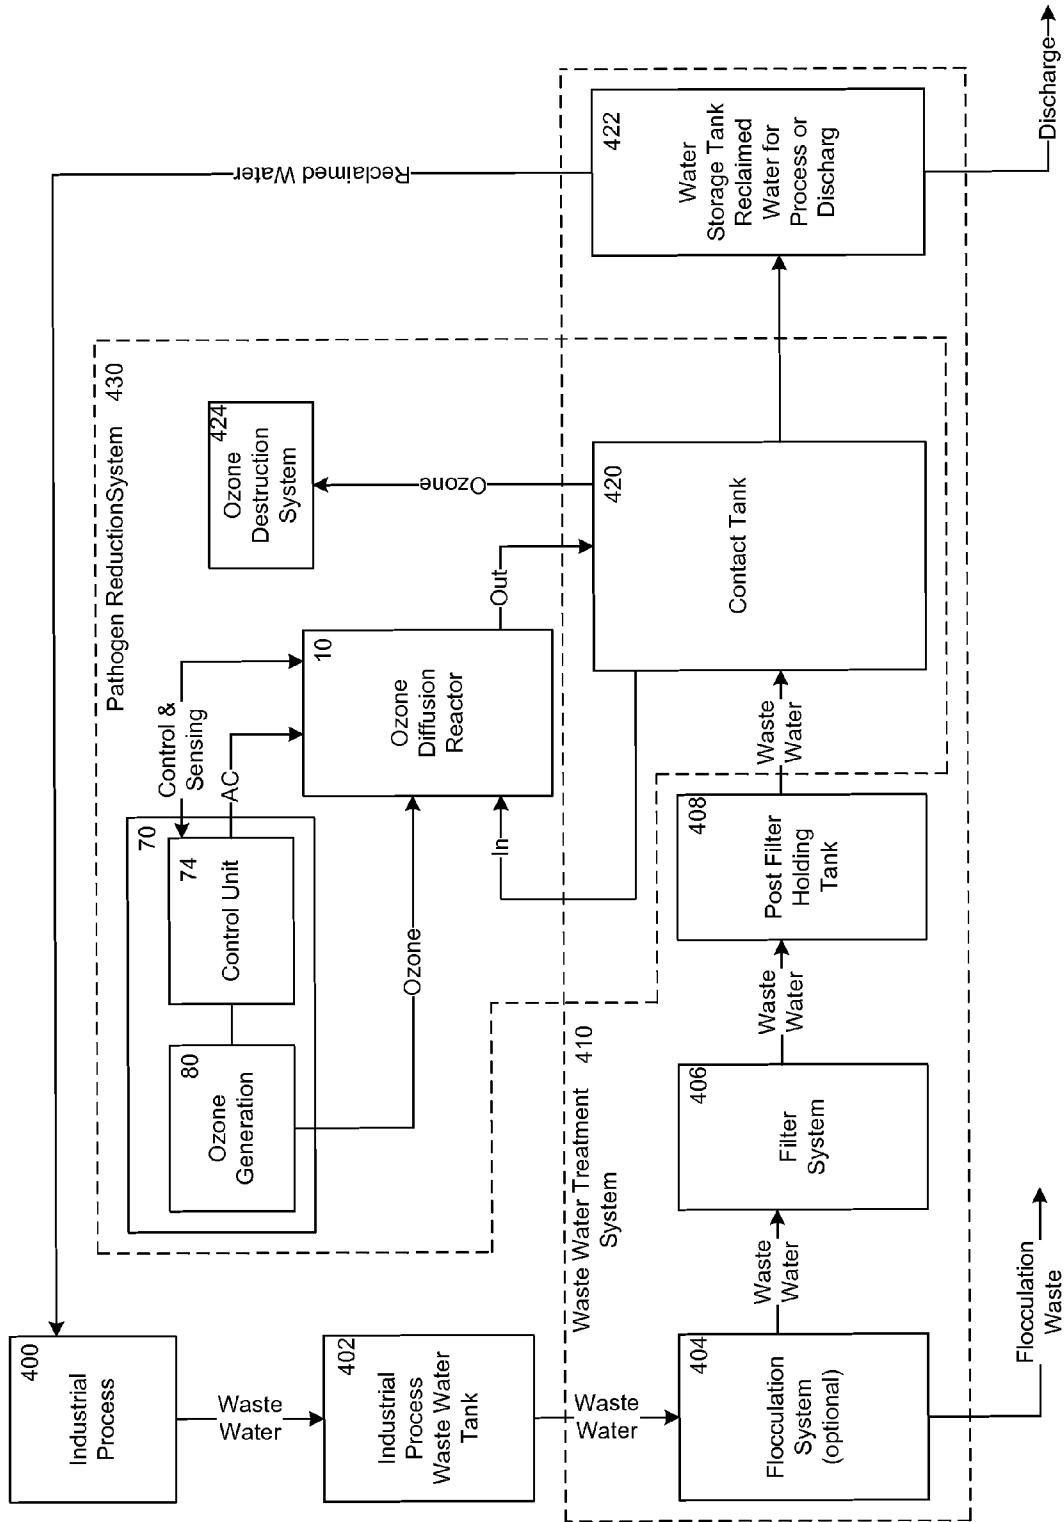 400
Industrial
Process
Waste
Water
402
Industrial
Process
Waste Water
Tank
Waste
Water
404
Flocculation
System
(optional)
Flocculation
Waste
Waste Water Treatment 410
System
Waste
Water
406
Filter
System
Waste
Water
408
Post Filter
Holding
Tank
Waste
Water
Pathogen ReductionSystem 430
70
80
Ozone
Generation
74
Control Unit
Control &
Sensing
AC
Ozone
In
10
Ozone
Diffusion
Reactor
Out
424
Ozone
Destruction
System
Ozone
420
Contact Tank
Reclaimed Water
422
Water
Storage Tank
Reclaimed
Water for
Process or
Discharg
Discharge